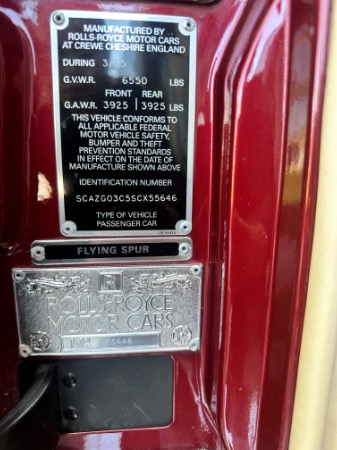 MANUFACTURED BY
ROLLS-ROYCE MOTOR CARS
AT CREWE CHESHIRE ENGLAND
DURING
G.V.W.R. 6550 LBS
FRONT REAR
G.A.W.R. 3925 3925 LBS
THIS VEHICLE CONFORMS TO
ALL APPLICABLE FEDERAL
MOTOR VEHICLE SAFETY,
BUMPER AND THEFT
PREVENTION STANDARDS
IN EFFECT ON THE DATE OF
MANUFACTURE SHOWN ABOVE
IDENTIFICATION NUMBER
SCAZG03C5SCX55646
TYPE OF VEHICLE
PASSENGER CAR
FLYING SPUR
ROLLS-ROYCE
MOTOR CARS
55646